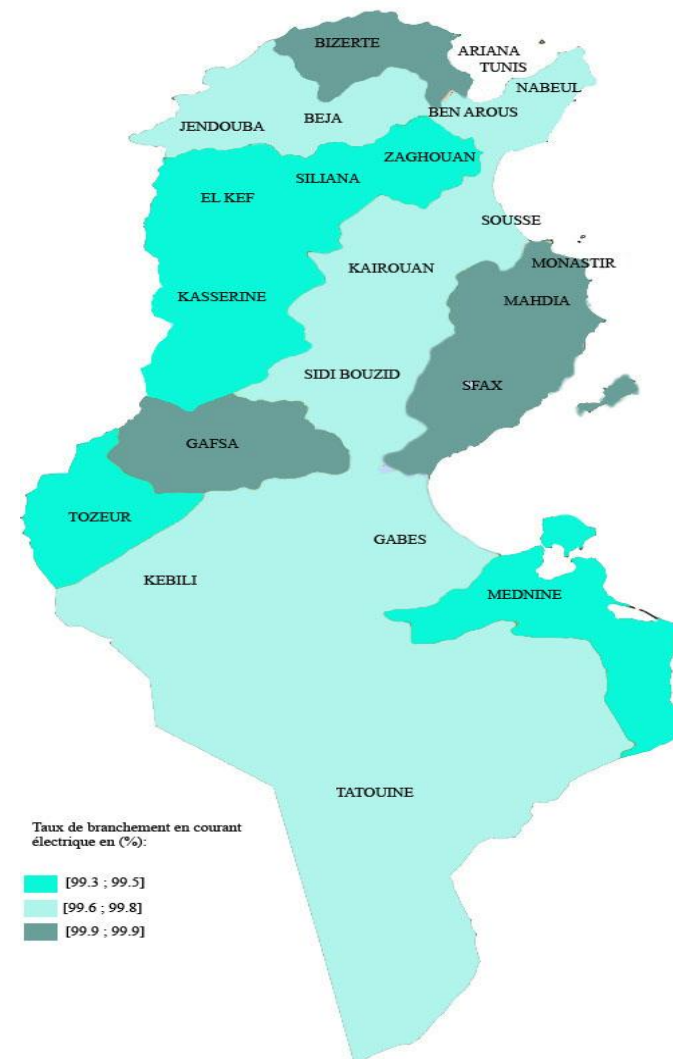 BIZERTE
ARIANA
TUNIS
NABEUL
BEN AROUS
BEJA
JENDOUBA
ZAGHOUAN
SILIANA
EL KEF
SOUSSE
KAIROUAN
MONASTIR
KASSERINE
MAHDIA
SIDI BOUZID
SFAX
GAFSA
TOZEUR
GABES
KEBILI
MEDNINE
TATOUINE
Taux de branchement en courant
électrique en (%):
[99.3 ; 99.5]
[99.6 ; 99.8]
[99.9 ; 99.9]